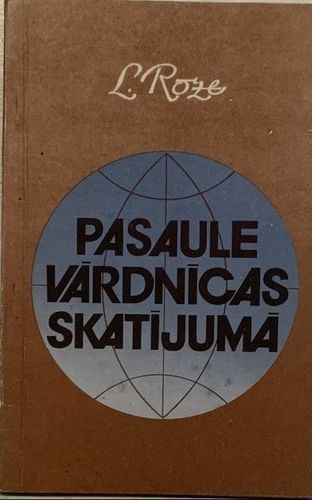 L. Roze
PASAULE
VĀRDNĪCAS
SKATĪJUMĀ